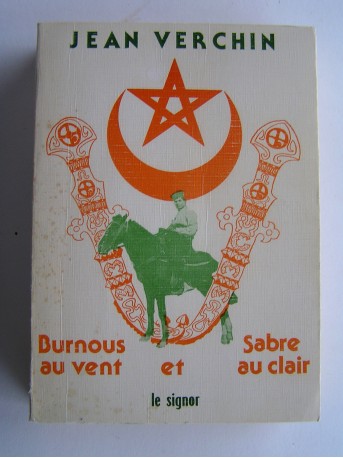 JEAN VERCHIN
Burnous Sabre
au vent et au clair
le signor